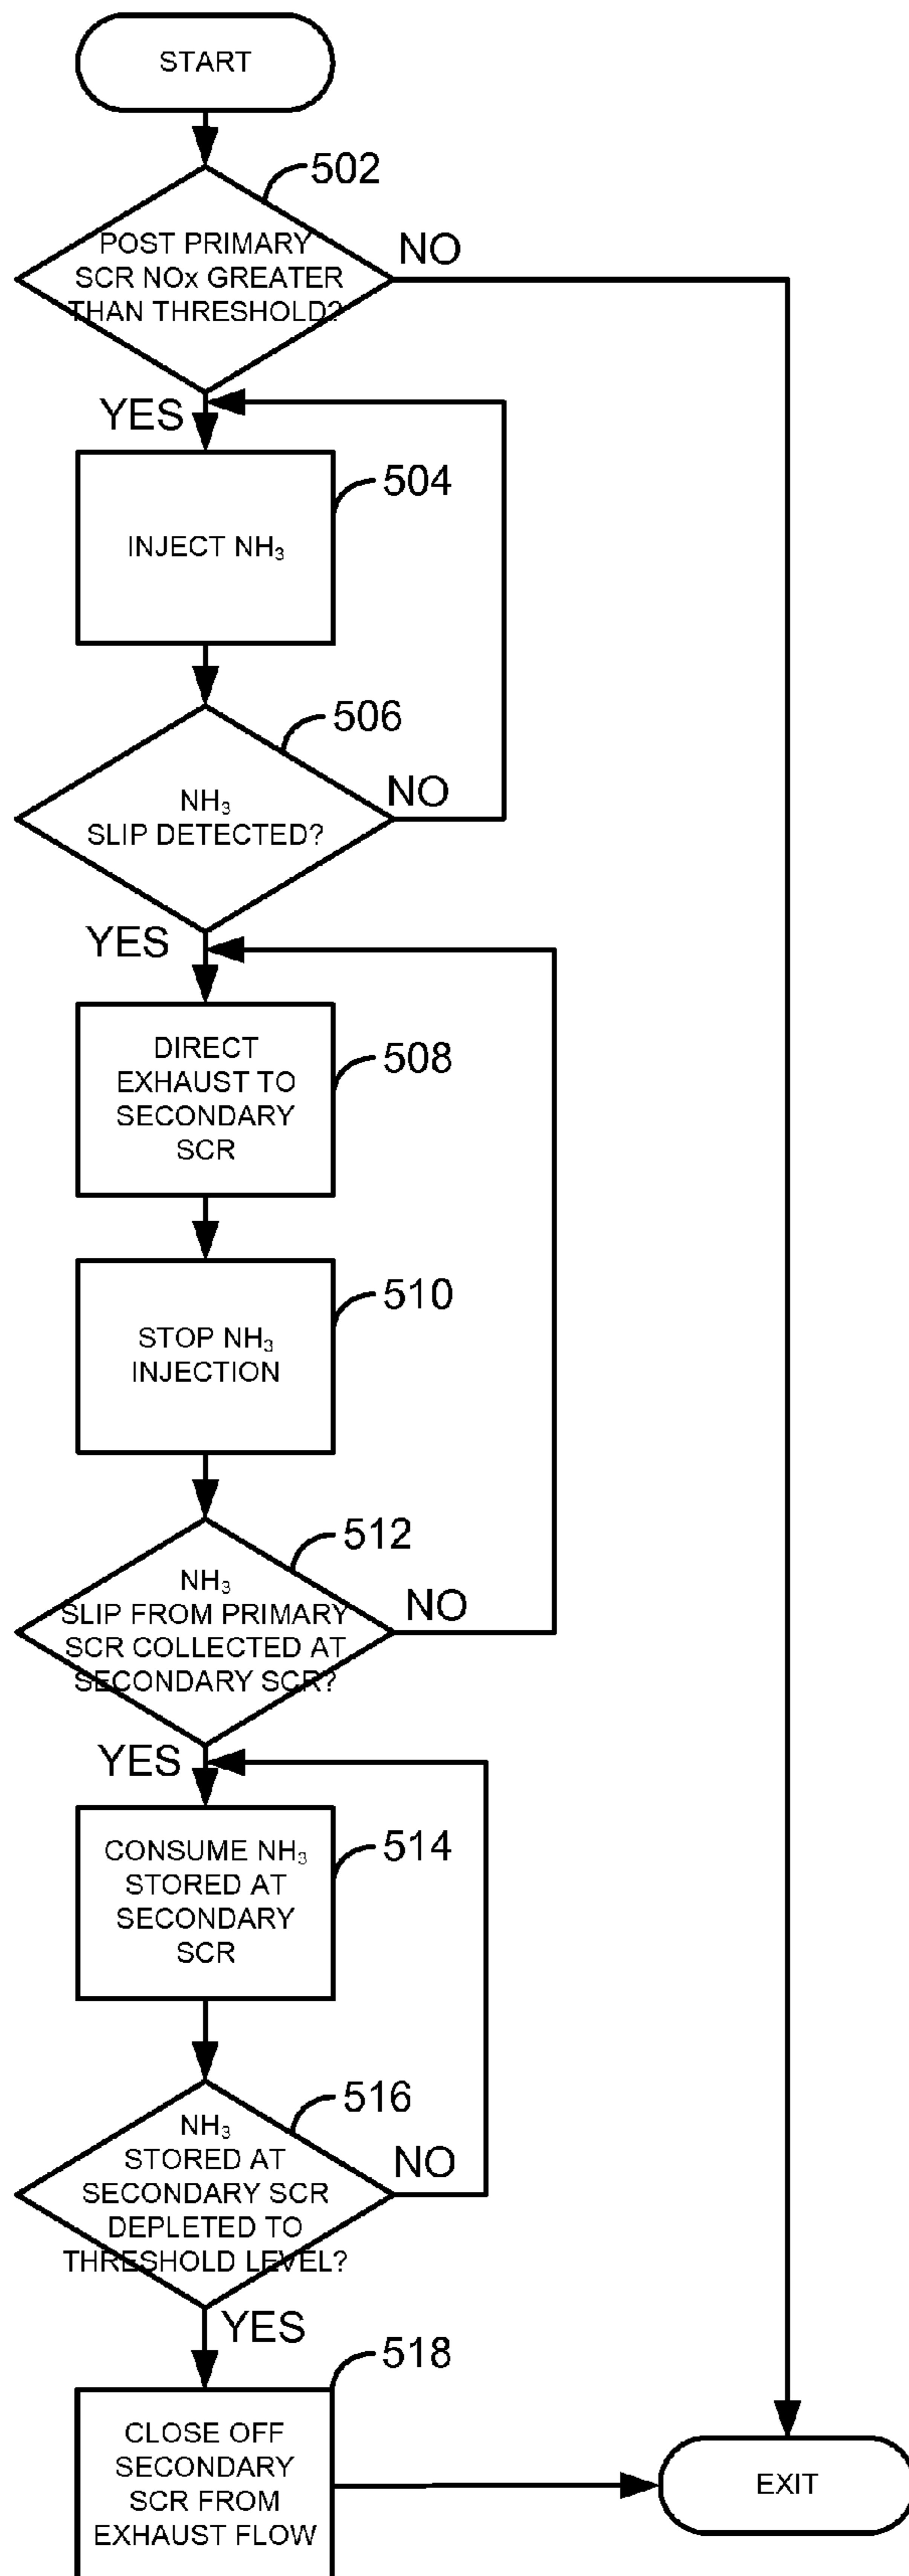 START
502
POST PRIMARY
SCR NOx GREATER
THAN THRESHOLD?
NO
YES
504
INJECT NH₃
506
NH₃
SLIP DETECTED?
NO
YES
508
DIRECT
EXHAUST TO
SECONDARY
SCR
510
STOP NH₃
INJECTION
512
NH₃
SLIP FROM PRIMARY
SCR COLLECTED AT
SECONDARY SCR?
NO
YES
514
CONSUME NH₃
STORED AT
SECONDARY
SCR
516
NH₃
STORED AT
SECONDARY SCR
DEPLETED TO
THRESHOLD LEVEL?
NO
YES
518
CLOSE OFF
SECONDARY
SCR FROM
EXHAUST FLOW
EXIT